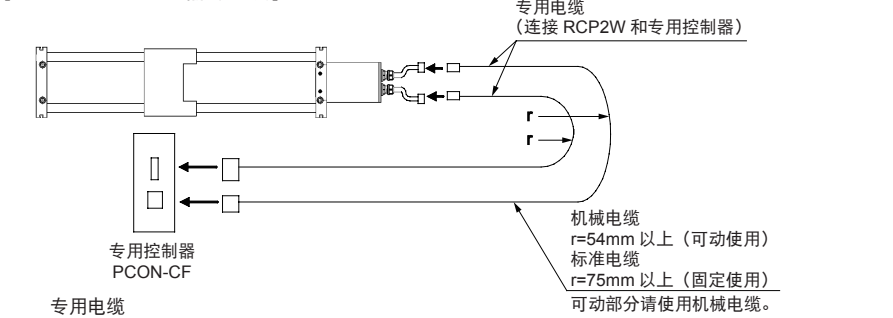 专用电缆
（连接 RCP2W 和专用控制器）
r
r
机械电缆
r=54mm 以上（可动使用）
标准电缆
r=75mm 以上（固定使用）
可动部分请使用机械电缆。
专用控制器
PCON-CF
专用电缆